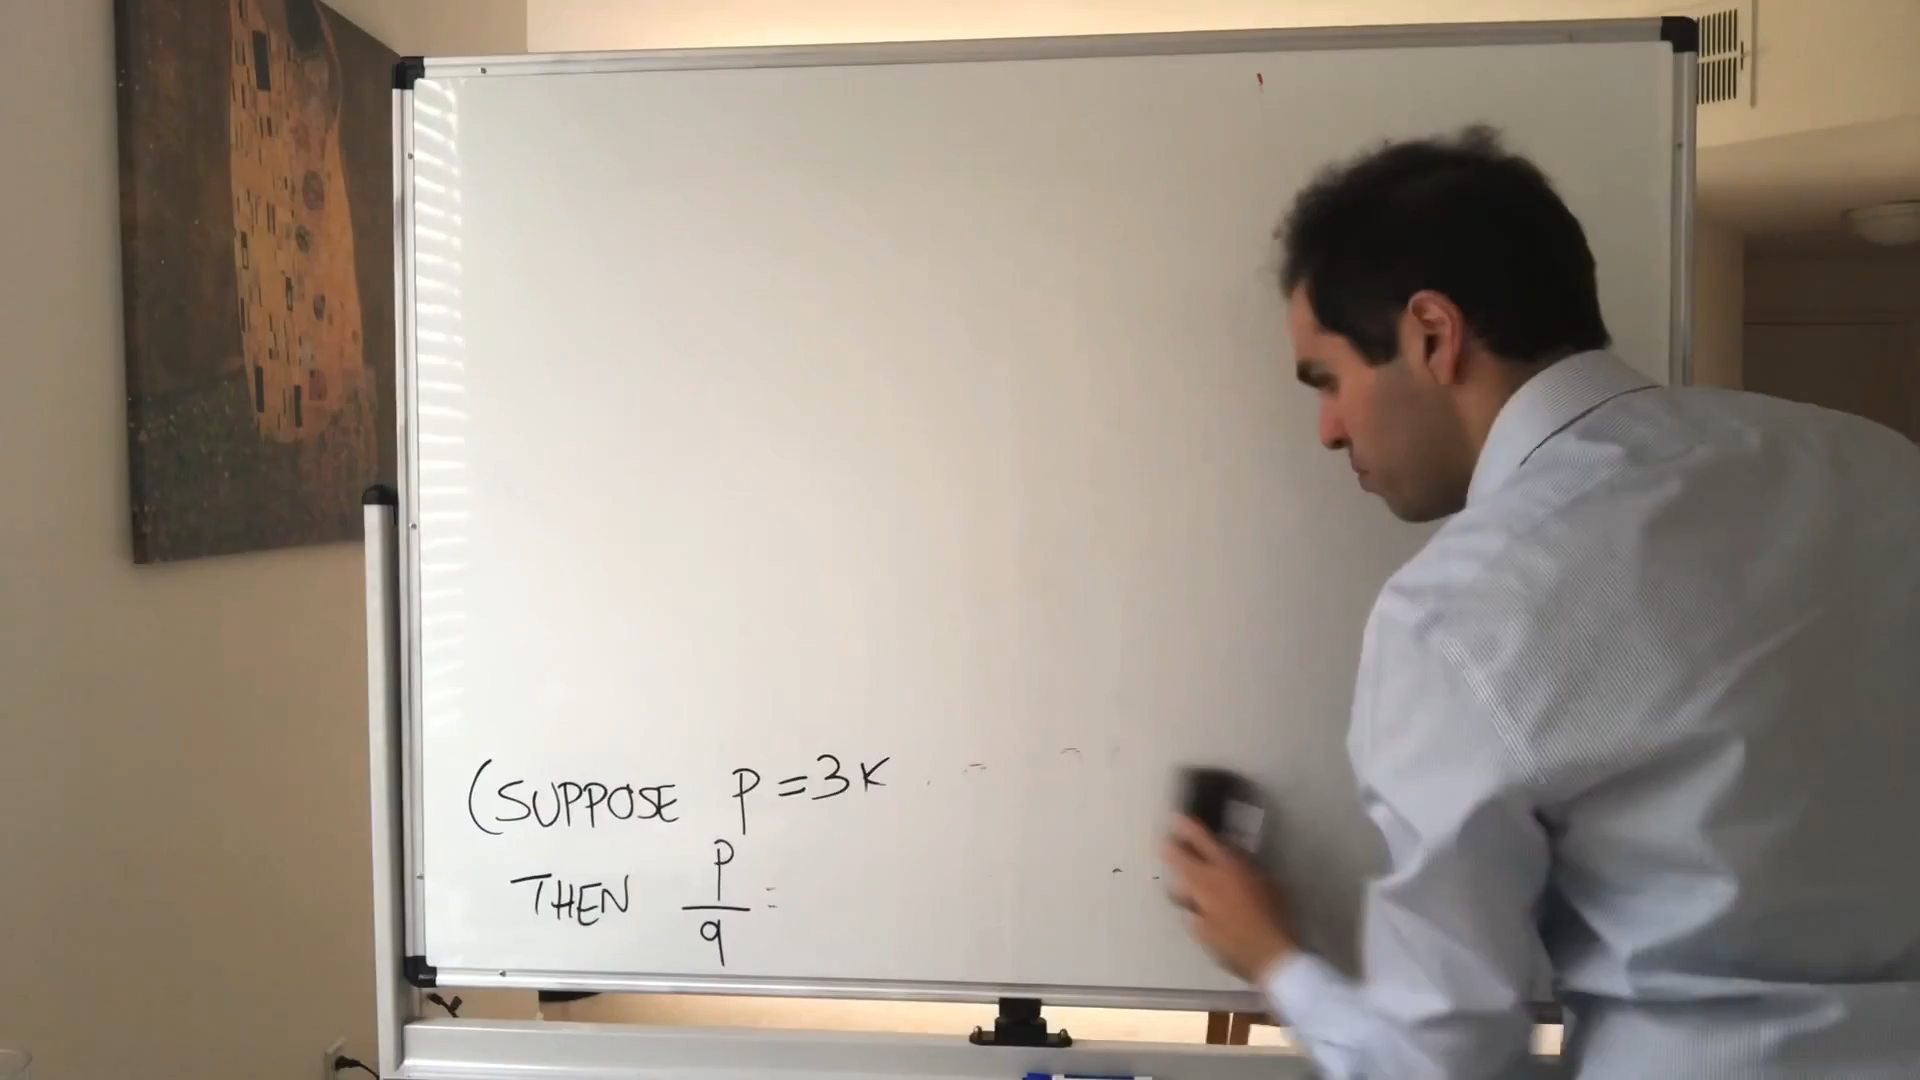 (SUPPOSE p = 3K
THEN p/q =